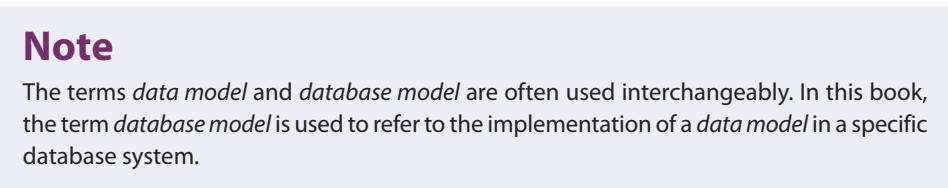 Note
The terms data model and database model are often used interchangeably. In this book,
the term database model is used to refer to the implementation of a data model in a specific
database system.